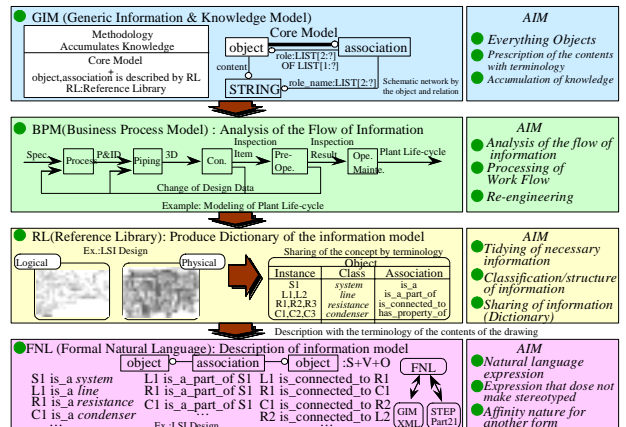 GIM (Generic Information & Knowledge Model)
Methodology
Accumulates Knowledge
Core Model
+
object,association is described by RL
RL:Reference Library
Core Model
object
association
role:LIST[2:?]
OF LIST[1:?]
content
role_name:LIST[2:?]
STRING
Schematic network by
the object and relation
AIM
Everything Objects
Prescription of the contents
with terminology
Accumulation of knowledge
BPM(Business Process Model) : Analysis of the Flow of Information
Spec.
Process
P&ID
Piping
3D
Con.
Inspection
Item
Pre-
Ope.
Inspection
Result
Ope.
Mainte.
Plant Life-cycle
Change of Design Data
Example: Modeling of Plant Life-cycle
AIM
Analysis of the flow of
information
Processing of
Work Flow
Re-engineering
RL(Reference Library): Produce Dictionary of the information model
Ex.:LSI Design
Logical
Physical
Sharing of the concept by terminology
Object
Instance Class Association
S1 system is_a
L1,L2 line is_a_part_of
R1,R2,R3 resistance is_connected_to
C1,C2,C3 condenser has_property_of
AIM
Tidying of necessary
information
Classification/structure
of information
Sharing of information
(Dictionary)
Description with the terminology of the contents of the drawing
FNL (Formal Natural Language): Description of information model
object association object :S+V+O
S1 is_a system L1 is_a_part_of S1 L1 is_connected_to R1
L1 is_a line R1 is_a_part_of S1 R1 is_connected_to C1
R1 is_a resistance C1 is_a_part_of S1 C1 is_connected_to R2
C1 is_a condenser … R2 is_connected_to L2
… Ex.:LSI Design …
FNL
GIM
XML
STEP
Part21
AIM
Natural language
expression
Expression that dose not
make stereotyped
Affinity nature for
another form